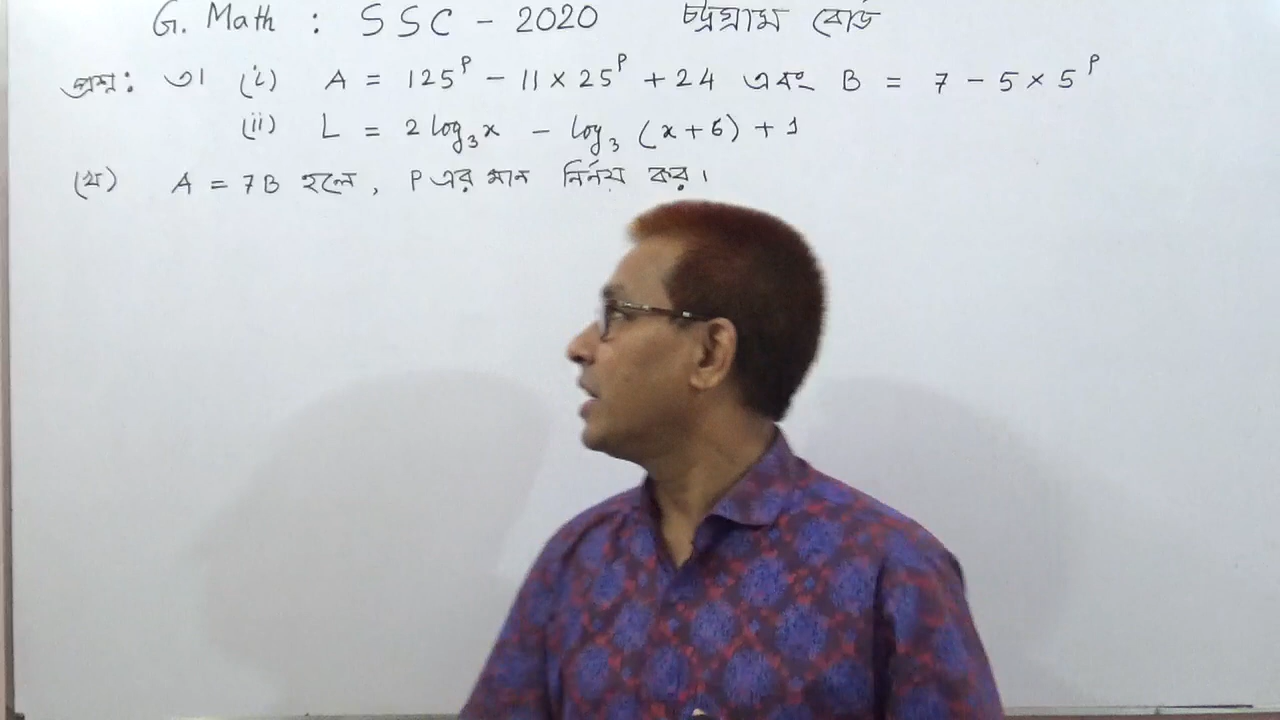 G. Math : SSC - 2020 চট্টগ্রাম বোর্ড
প্রশ্ন: ৩। (i) A = 125^p - 11 × 25^p + 24 এবং B = 7 - 5 × 5^p
(ii) L = 2 log₃x - log₃ (x + 6) + 1
(খ) A = 7B হলে, P এর মান নির্নয় কর।